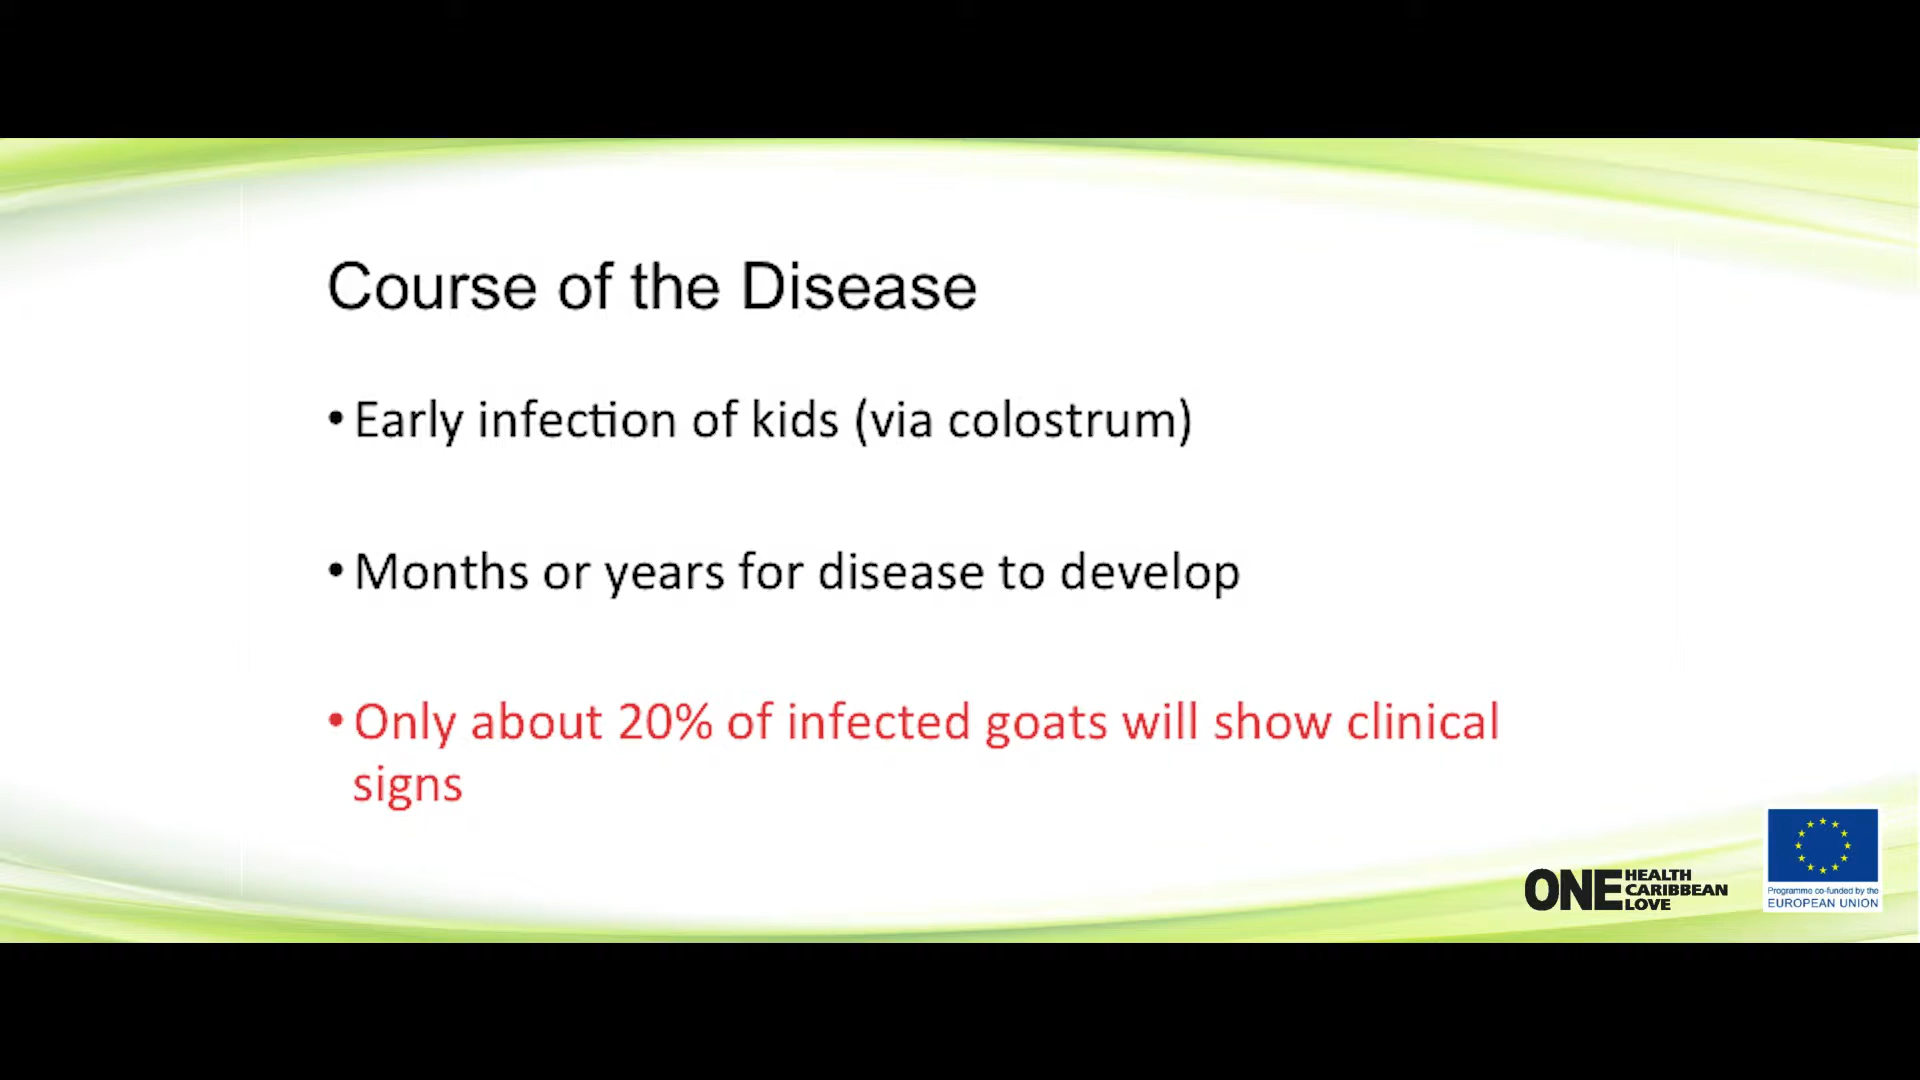 Course of the Disease
• Early infection of kids (via colostrum)
• Months or years for disease to develop
• Only about 20% of infected goats will show clinical
signs
ONE HEALTH
CARIBBEAN
LOVE
Programme co-funded by the
EUROPEAN UNION